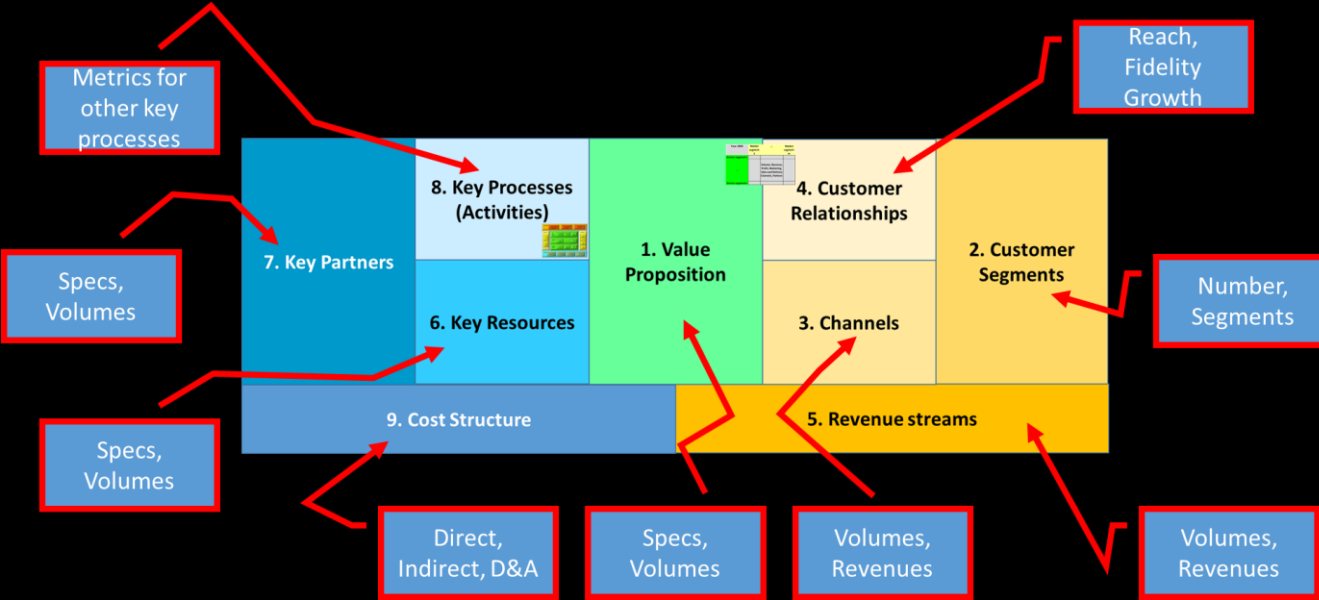 Reach,
Fidelity
Growth
Metrics for
other key
processes
8. Key Processes
(Activities)
4. Customer
Relationships
7. Key Partners
1. Value
Proposition
2. Customer
Segments
Specs,
Volumes
Number,
Segments
6. Key Resources
3. Channels
9. Cost Structure
5. Revenue streams
Specs,
Volumes
Direct,
Indirect, D&A
Specs,
Volumes
Volumes,
Revenues
Volumes,
Revenues